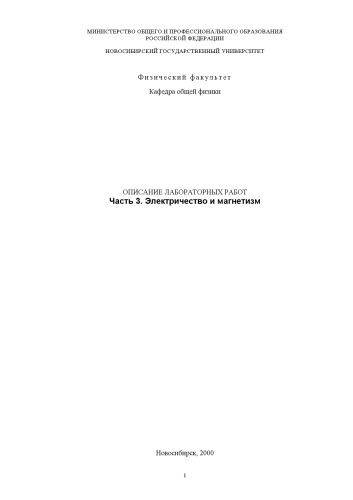 МИНИСТЕРСТВО ОБЩЕГО И ПРОФЕССИОНАЛЬНОГО ОБРАЗОВАНИЯ
РОССИЙСКОЙ ФЕДЕРАЦИИ
НОВОСИБИРСКИЙ ГОСУДАРСТВЕННЫЙ УНИВЕРСИТЕТ
Физический факультет
Кафедра общей физики
ОПИСАНИЕ ЛАБОРАТОРНЫХ РАБОТ
Часть 3. Электричество и магнетизм
Новосибирск, 2000
1